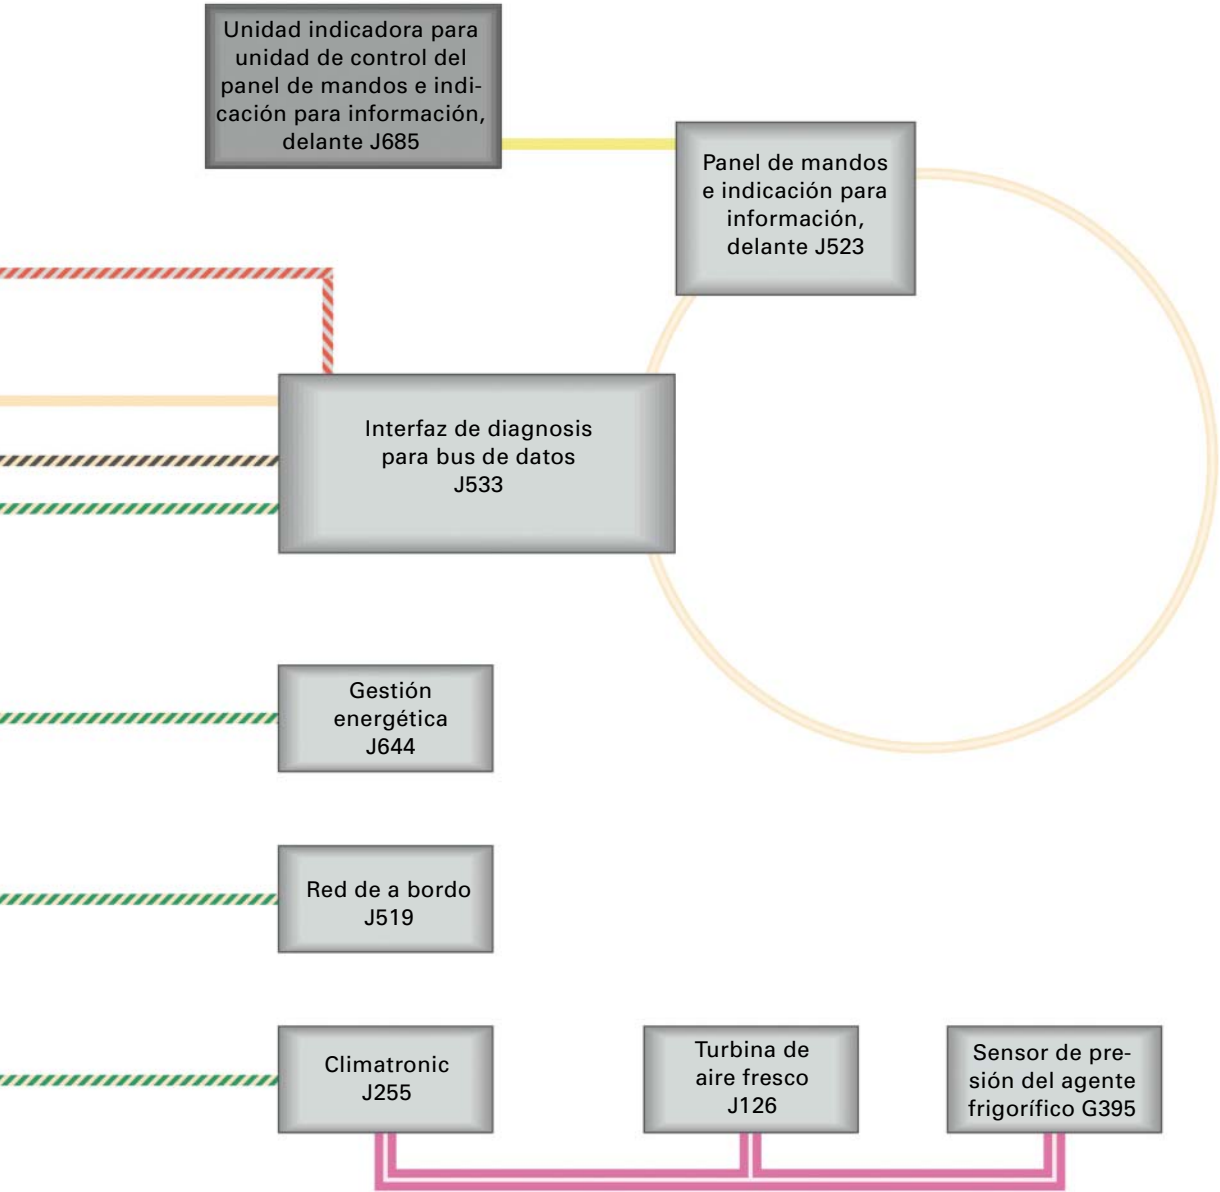 Unidad indicadora para
unidad de control del
panel de mandos e indi-
cación para información,
delante J685
Panel de mandos
e indicación para
información,
delante J523
Interfaz de diagnosis
para bus de datos
J533
Gestión
energética
J644
Red de a bordo
J519
Climatronic
J255
Turbina de
aire fresco
J126
Sensor de pre-
sión del agente
frigorífico G395